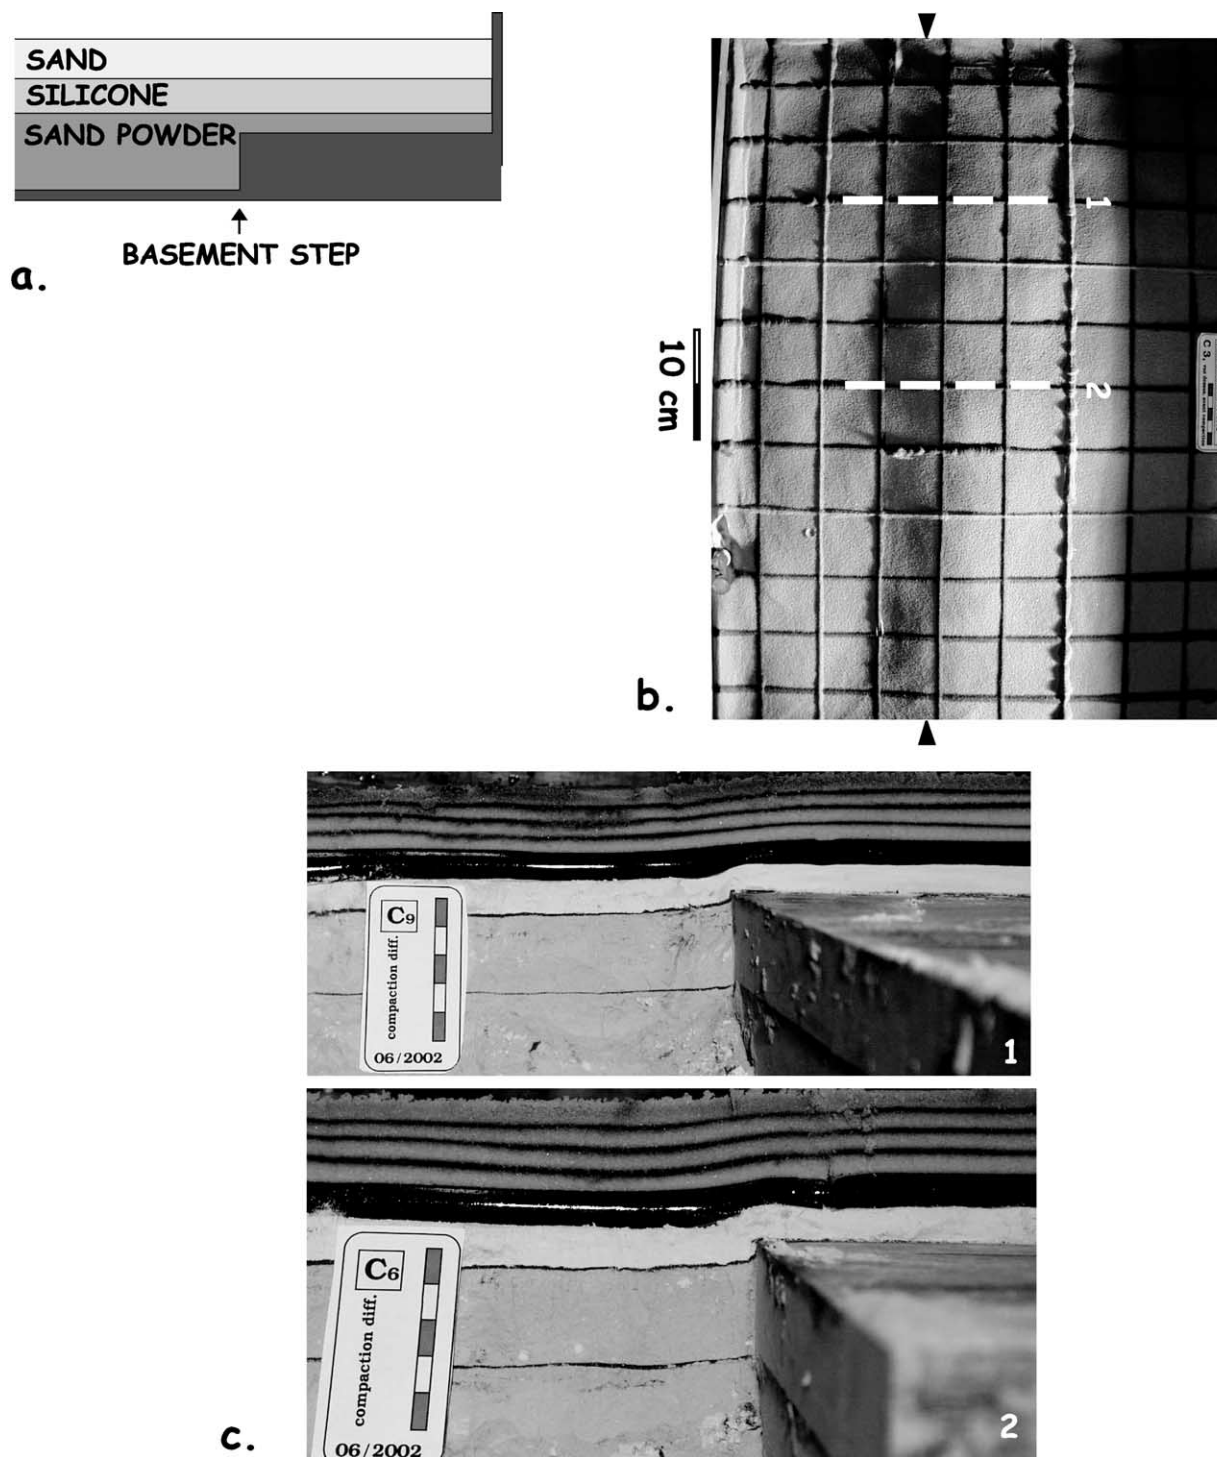 SAND
SILICONE
SAND POWDER
BASEMENT STEP
a.
1
10 cm
2
b.
C9
compaction diff.
06/2002
1
C6
compaction diff.
06/2002
2
c.